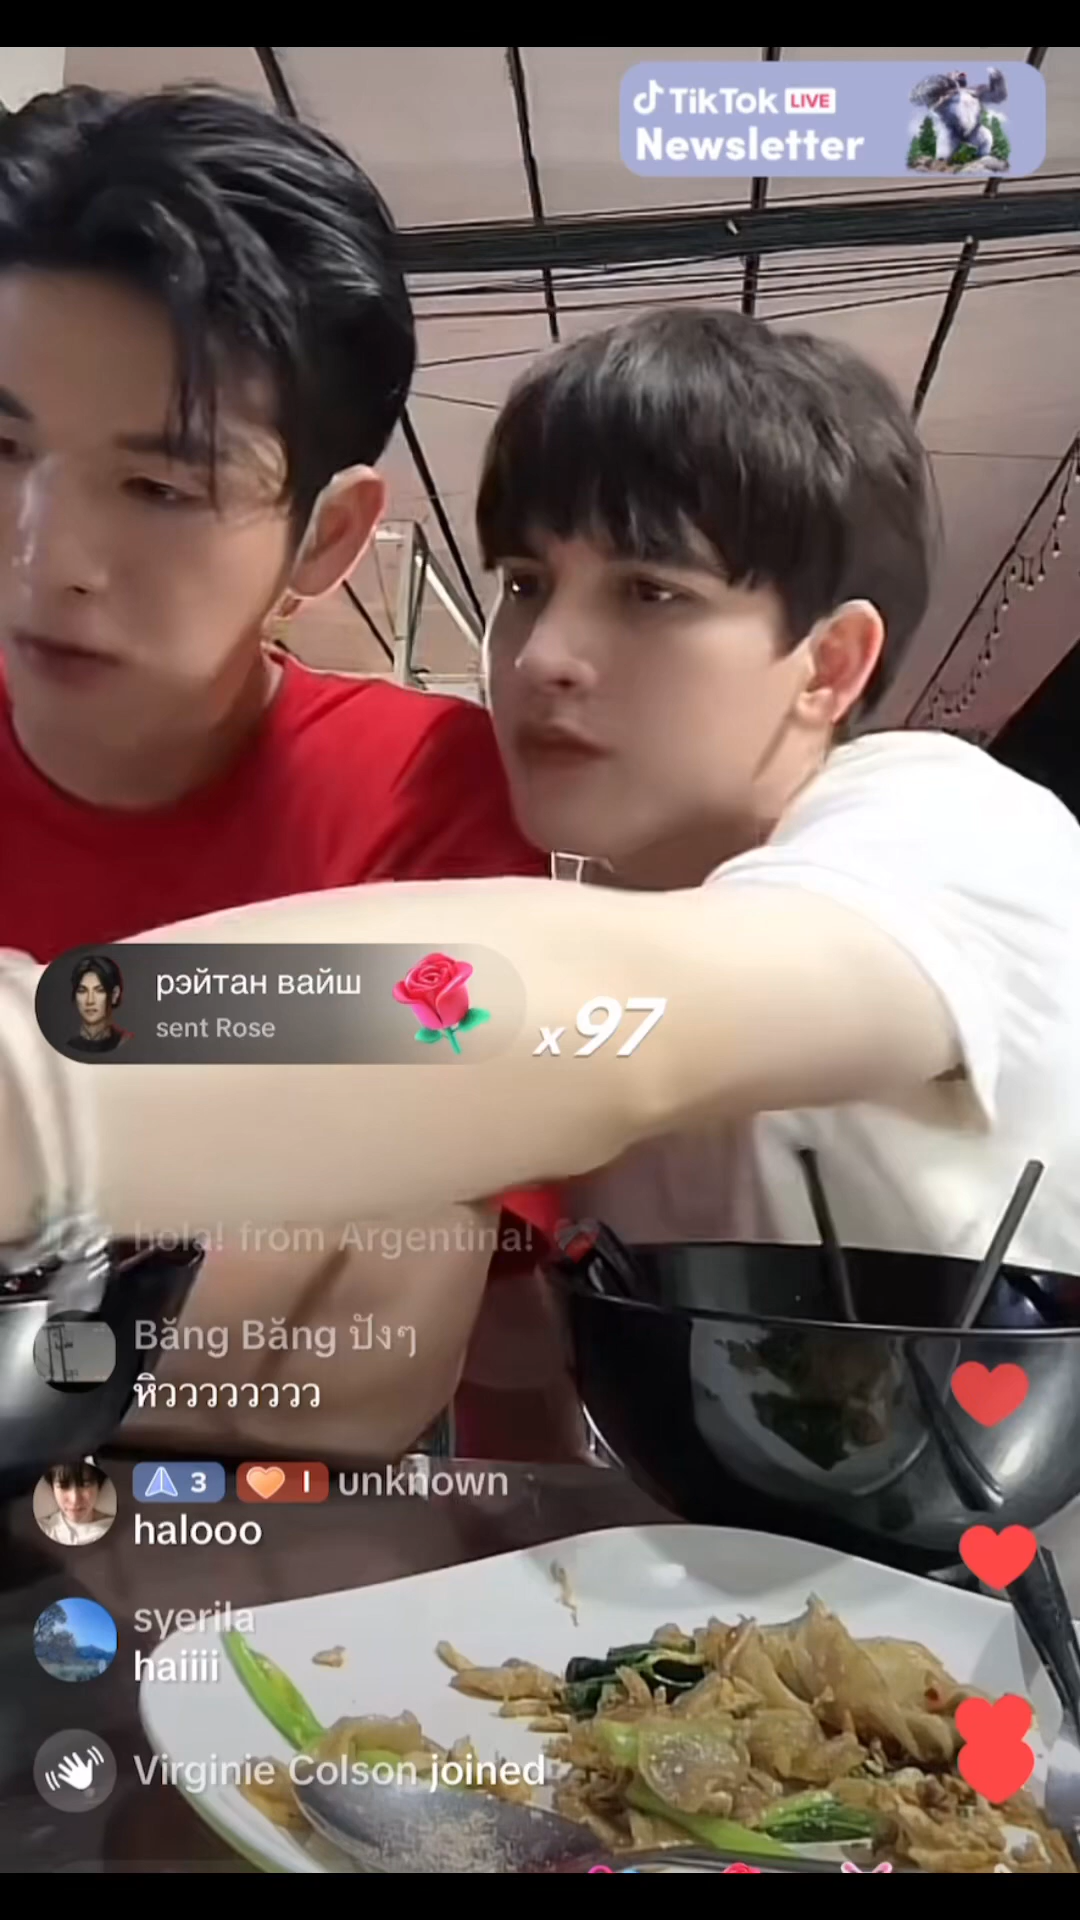 TikTok LIVE
Newsletter
рэйтан вайш
sent Rose
x97
hola! from Argentina!
Băng Băng ปังๆ
หิวววววววว
3 I unknown
halooo
syerila
haiiii
Virginie Colson joined